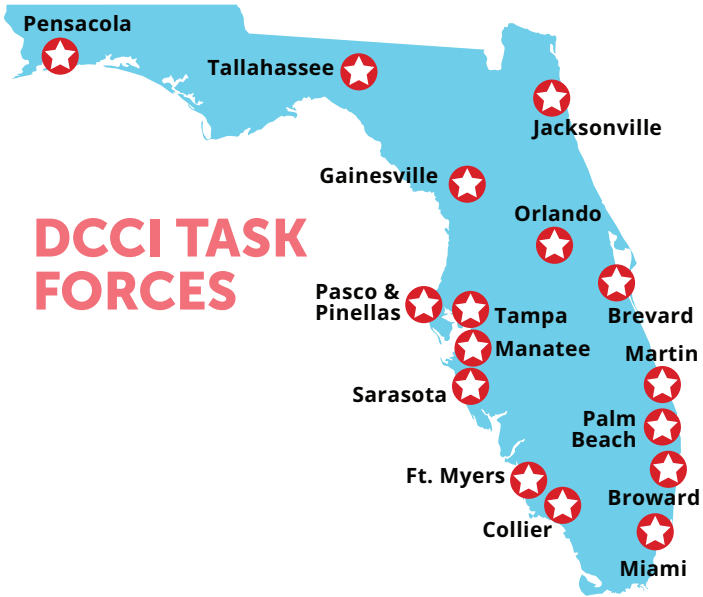 Pensacola
Tallahassee
Jacksonville
Gainesville
DCCI TASK
FORCES
Orlando
Pasco &
Pinellas
Tampa
Brevard
Manatee
Martin
Sarasota
Palm
Beach
Ft. Myers
Broward
Collier
Miami